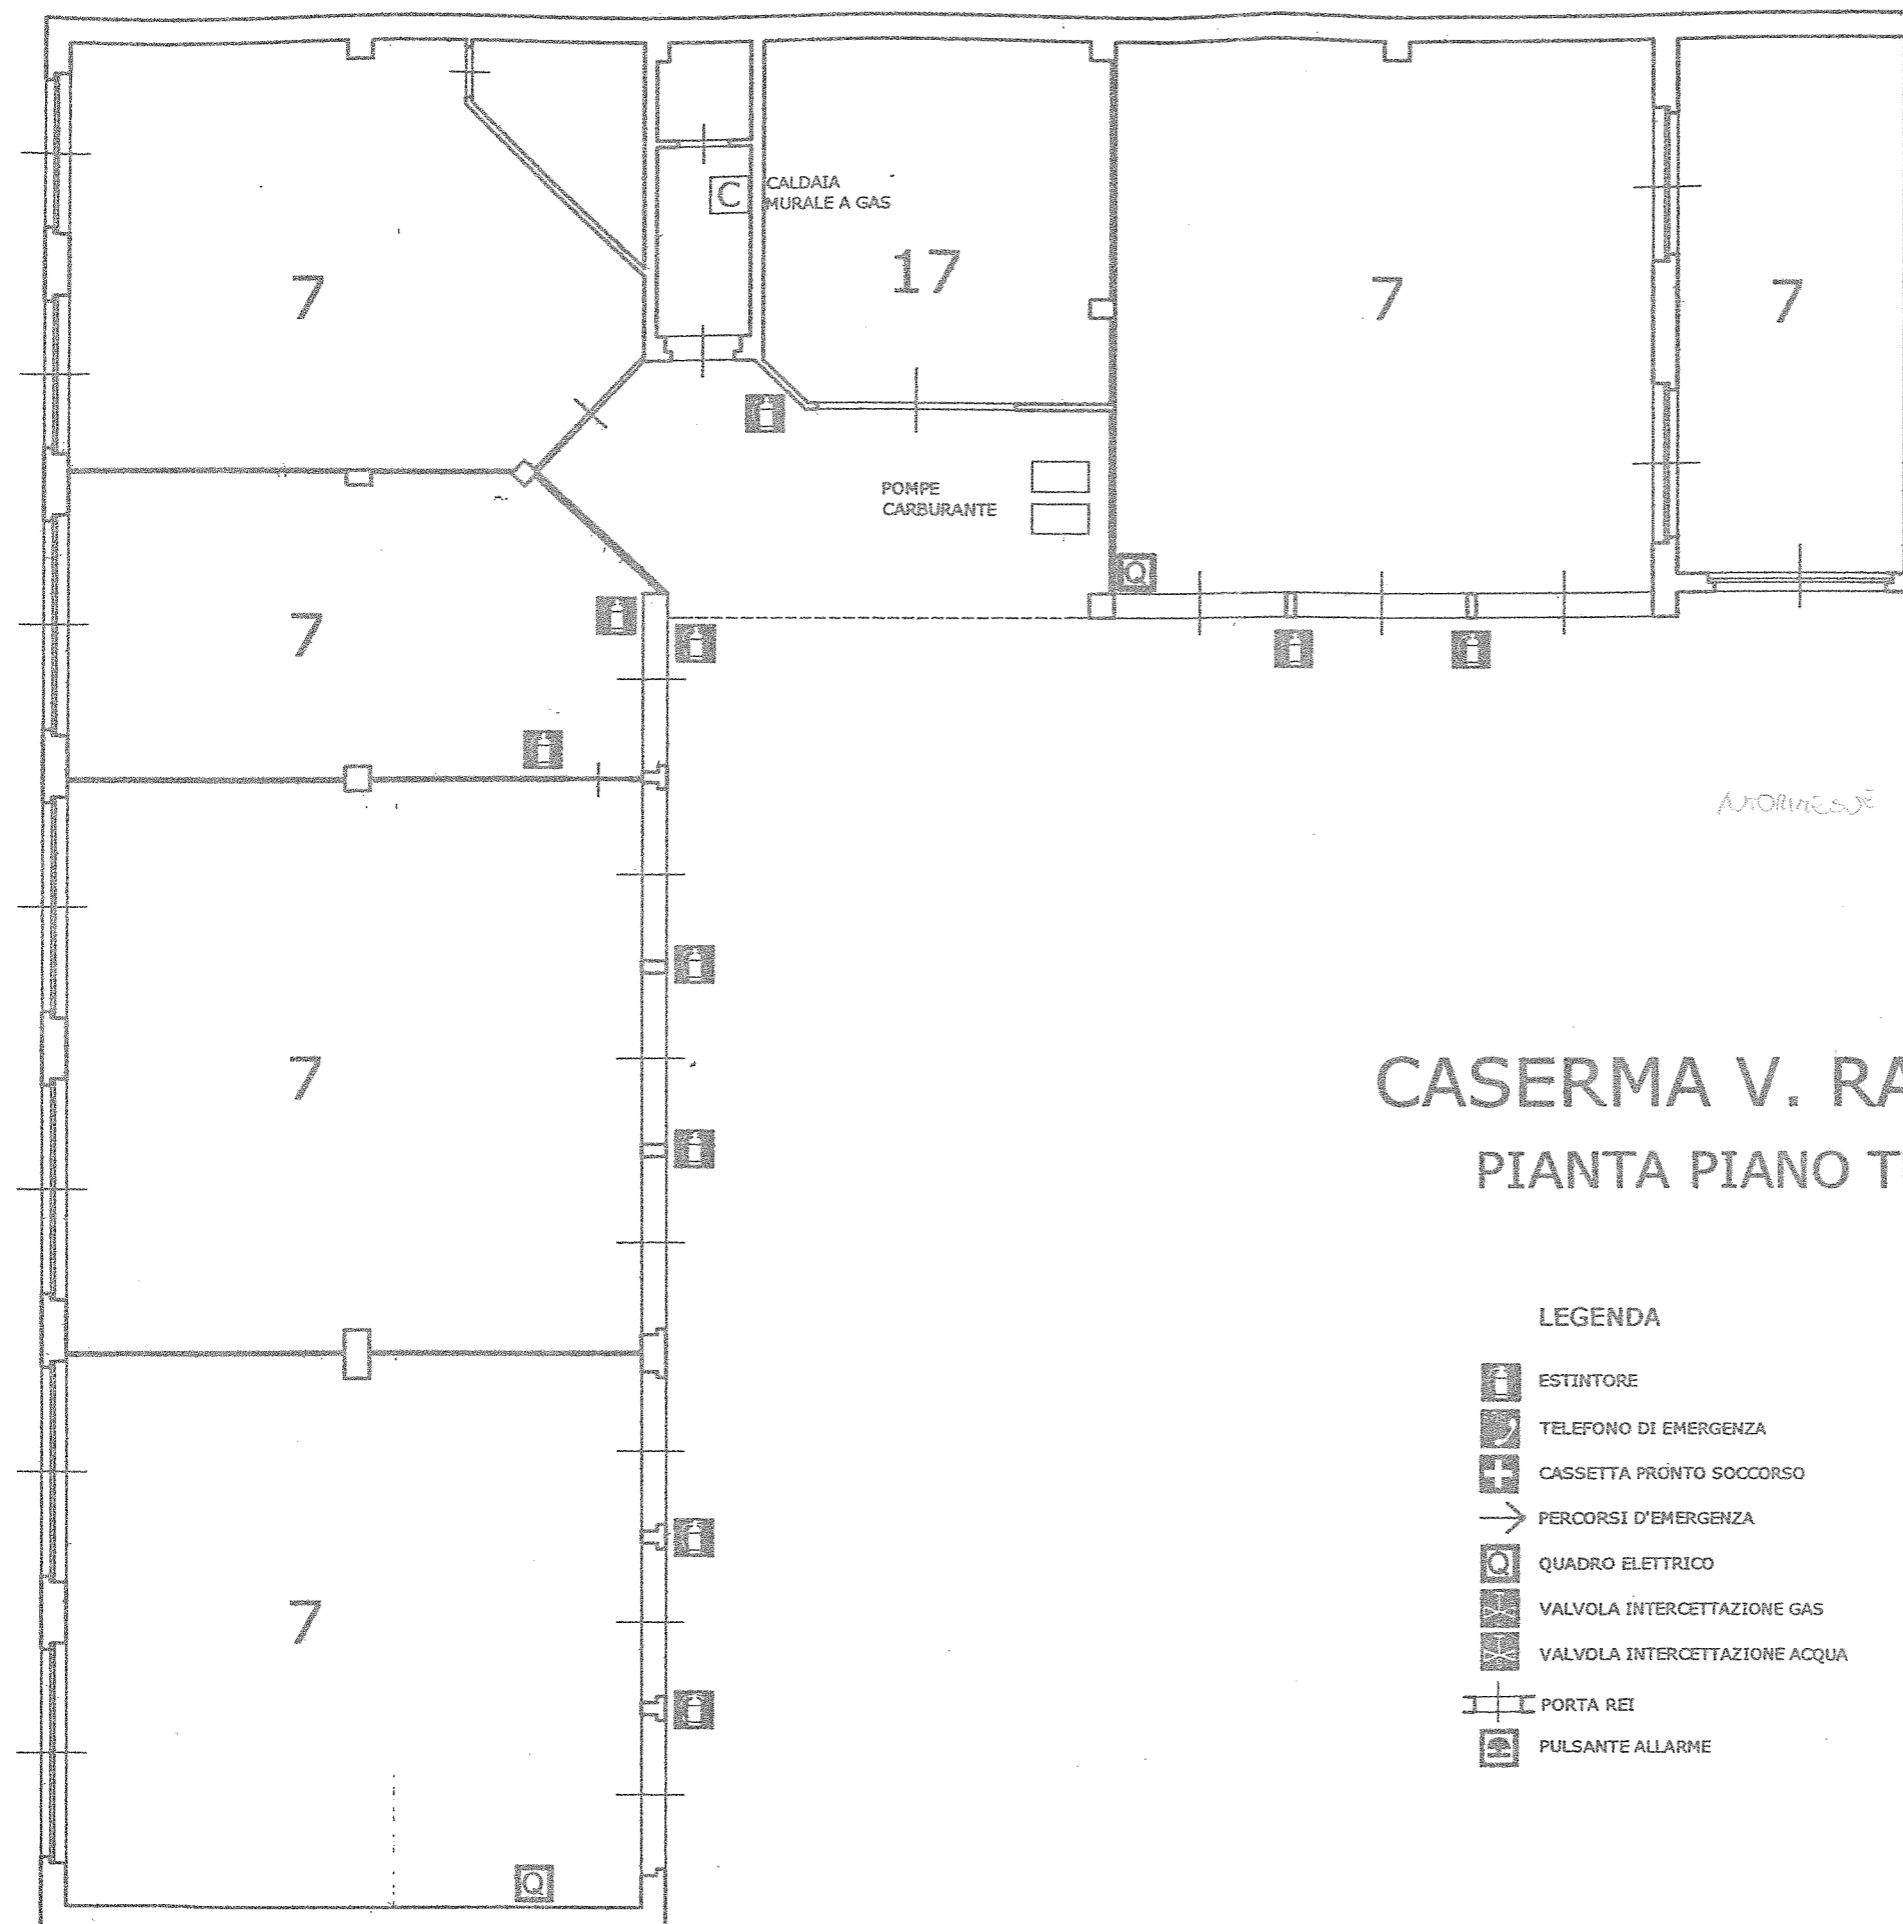 C
CALDAIA
MURALE A GAS
17
7
7
7
POMPE
CARBURANTE
Q
7
7
CASERMA V. RA
PIANTA PIANO T
LEGENDA
ESTINTORE
TELEFONO DI EMERGENZA
CASSETTA PRONTO SOCCORSO
PERCORSI D'EMERGENZA
Q QUADRO ELETTRICO
VALVOLA INTERCETTAZIONE GAS
VALVOLA INTERCETTAZIONE ACQUA
PORTA REI
PULSANTE ALLARME
7
Q